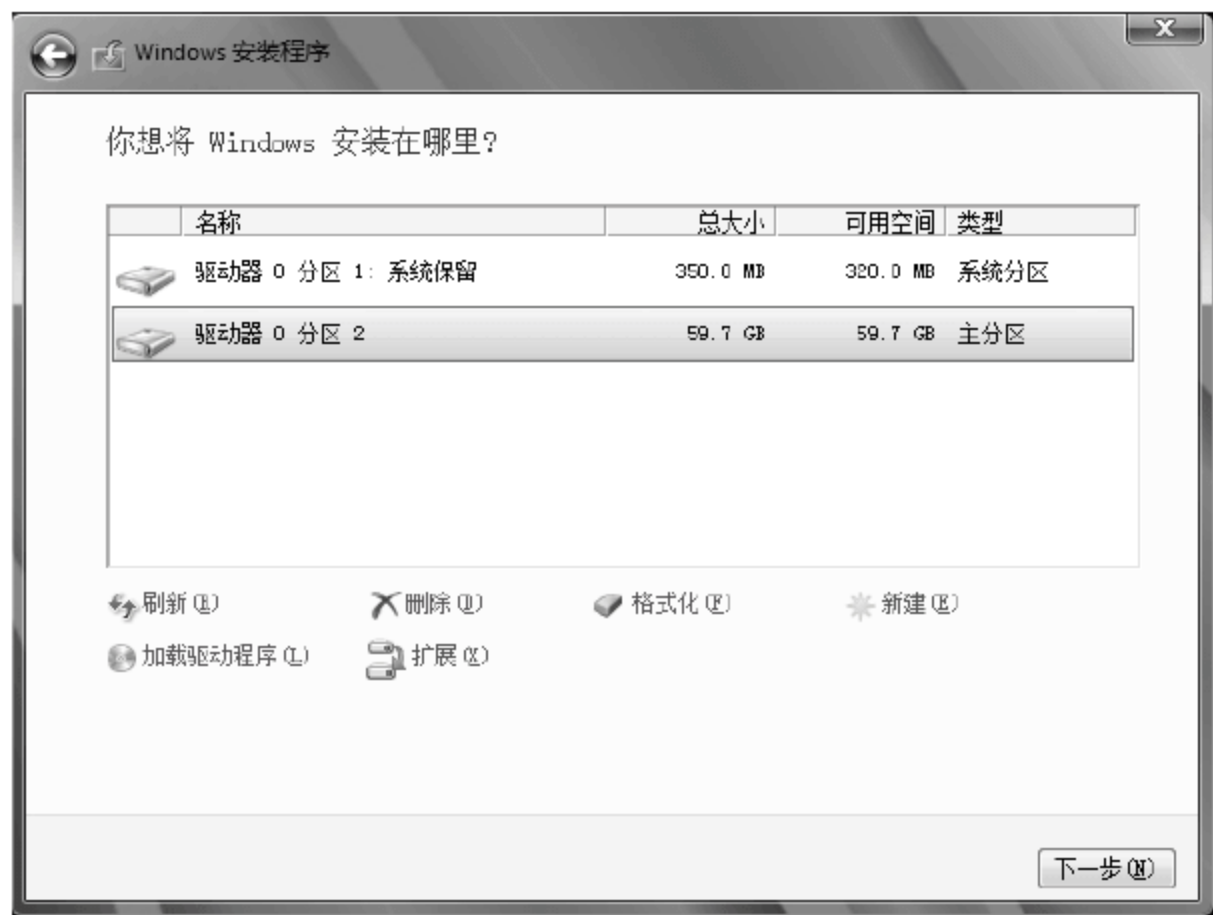 Windows 安装程序
你想将 Windows 安装在哪里?
名称 总大小 可用空间 类型
驱动器 0 分区 1: 系统保留 350.0 MB 320.0 MB 系统分区
驱动器 0 分区 2 59.7 GB 59.7 GB 主分区
刷新(R) 删除(D) 格式化(F) 新建(E)
加载驱动程序(L) 扩展(X)
下一步(N)